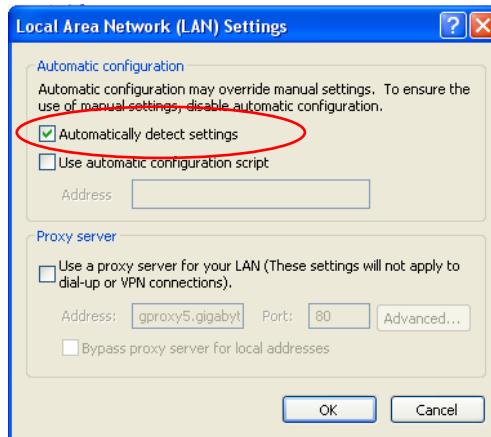 Local Area Network (LAN) Settings
Automatic configuration
Automatic configuration may override manual settings. To ensure the
use of manual settings, disable automatic configuration.
Automatically detect settings
Use automatic configuration script
Address
Proxy server
Use a proxy server for your LAN (These settings will not apply to
dial-up or VPN connections).
Address: gproxy5.gigabyt Port: 80 Advanced...
Bypass proxy server for local addresses
OK Cancel